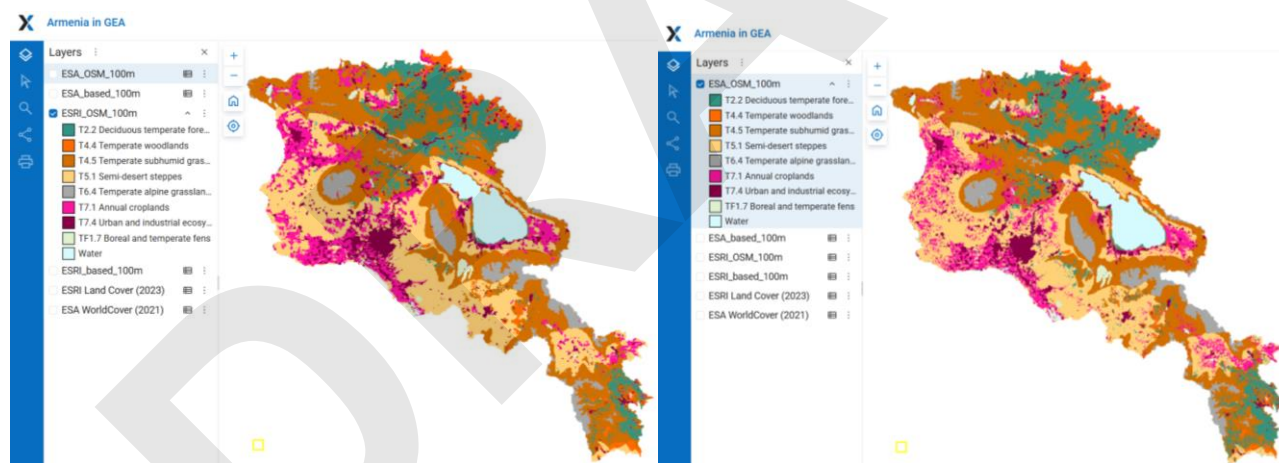 Armenia in GEA
Layers
ESA_OSM_100m
ESA_based_100m
ESRI_OSM_100m
T2.2 Deciduous temperate fore...
T4.4 Temperate woodlands
T4.5 Temperate subhumid gras...
T5.1 Semi-desert steppes
T6.4 Temperate alpine grasslan...
T7.1 Annual croplands
T7.4 Urban and industrial ecosy...
TF1.7 Boreal and temperate fens
Water
ESRI_based_100m
ESRI Land Cover (2023)
ESA WorldCover (2021)
Armenia in GEA
Layers
ESA_OSM_100m
T2.2 Deciduous temperate fore...
T4.4 Temperate woodlands
T4.5 Temperate subhumid gras...
T5.1 Semi-desert steppes
T6.4 Temperate alpine grasslan...
T7.1 Annual croplands
T7.4 Urban and industrial ecosy...
TF1.7 Boreal and temperate fens
Water
ESA_based_100m
ESRI_OSM_100m
ESRI_based_100m
ESRI Land Cover (2023)
ESA WorldCover (2021)